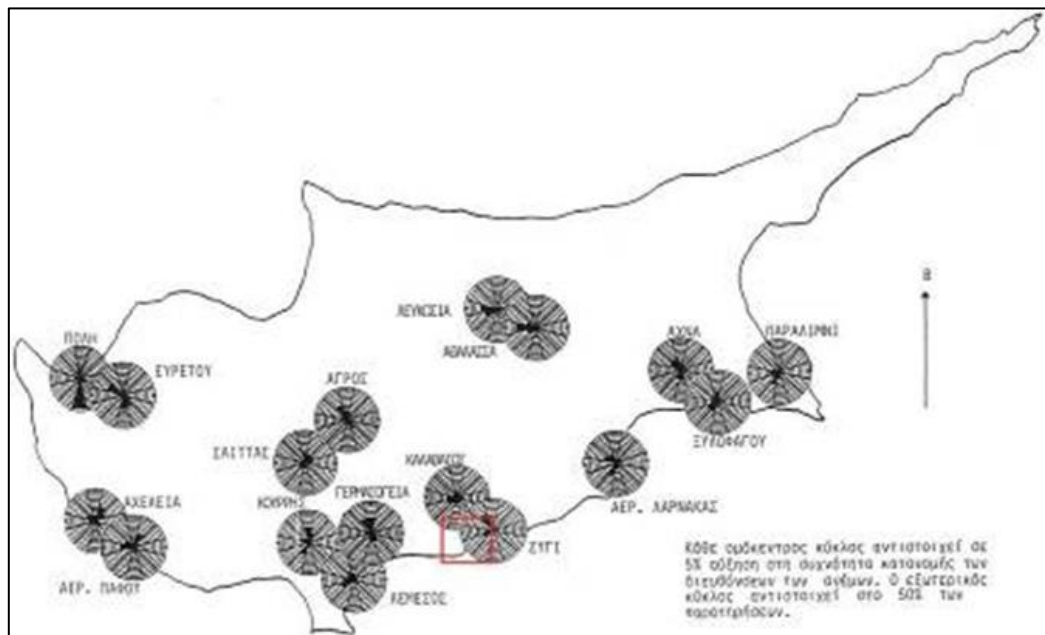 ΠΟΛΗ
ΕΥΡΕΤΟΥ
ΛΕΥΚΩΣΙΑ
ΑΘΑΛΑΣΣΑ
ΑΓΡΟΣ
ΣΑΙΤΤΑΣ
ΑΧΝΑ
ΠΑΡΑΛΙΜΝΙ
ΞΥΛΟΦΑΓΟΥ
ΑΕΡ. ΛΑΡΝΑΚΑΣ
ΚΑΛΑΒΑΣΟΣ
ΓΕΡΜΑΣΟΓΕΙΑ
ΚΟΥΡΡΗΣ
ΖΥΓΙ
ΑΧΕΛΕΙΑ
ΑΕΡ. ΠΑΦΟΥ
ΛΕΜΕΣΟΣ
Β
Κάθε ομόκεντρος κύκλος αντιστοιχεί σε
5% αύξηση στη συχνότητα κατανομής των
διευθύνσεων των ανέμων. Ο εξωτερικός
κύκλος αντιστοιχεί στο 50% των
παρατηρήσεων.